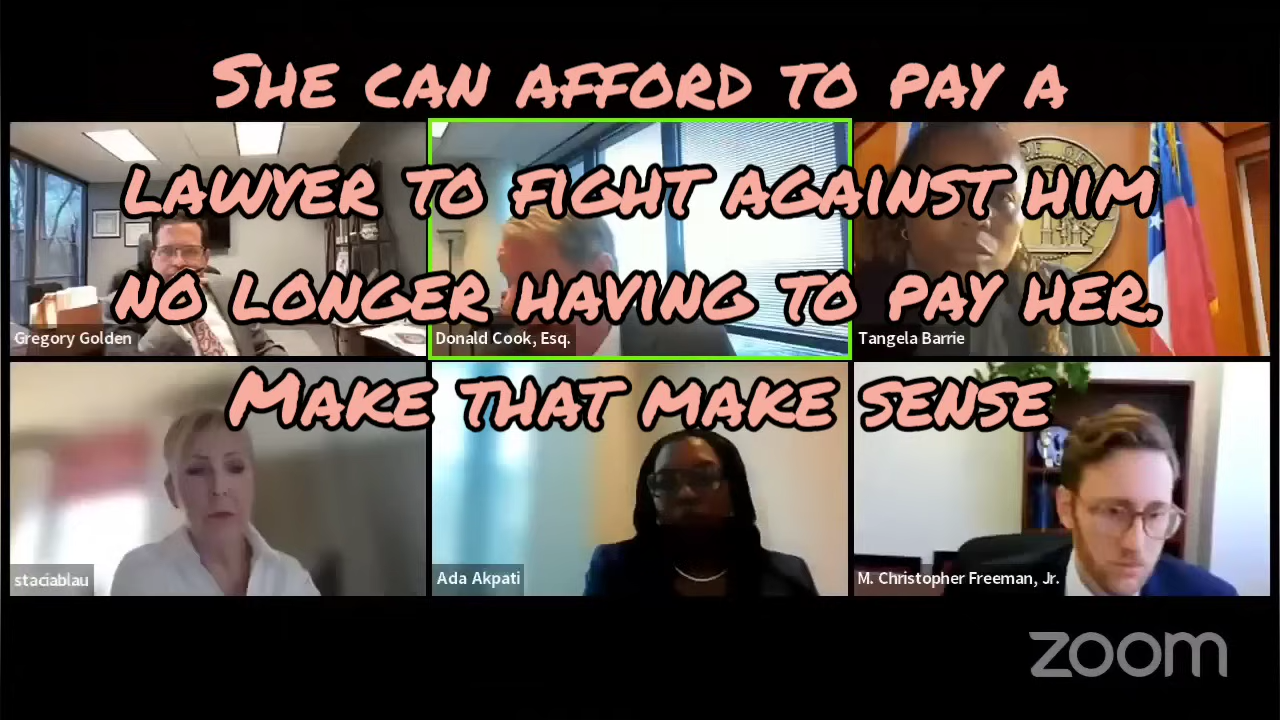 She can afford to pay a
lawyer to fight against him
no longer having to pay her.
Make that make sense
Gregory Golden
Donald Cook, Esq.
Tangela Barrie
staciablau
Ada Akpati
M. Christopher Freeman, Jr.
zoom